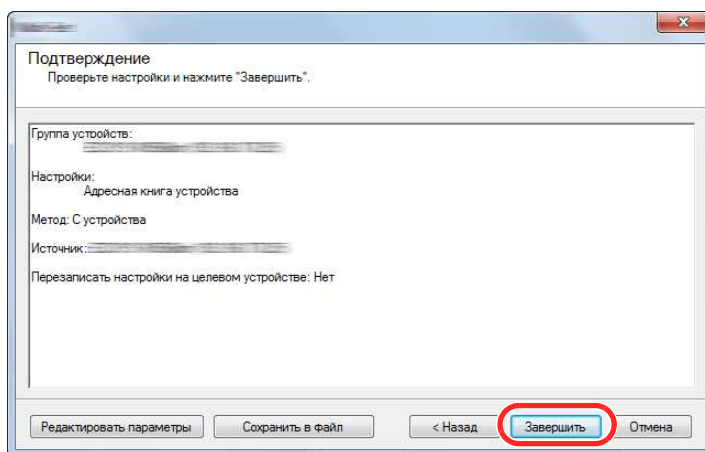 Подтверждение
Проверьте настройки и нажмите "Завершить".
Группа устройств:
Настройки:
Адресная книга устройства
Метод: С устройства
Источник:
Перезаписать настройки на целевом устройстве: Нет
Редактировать параметры Сохранить в файл < Назад Завершить Отмена